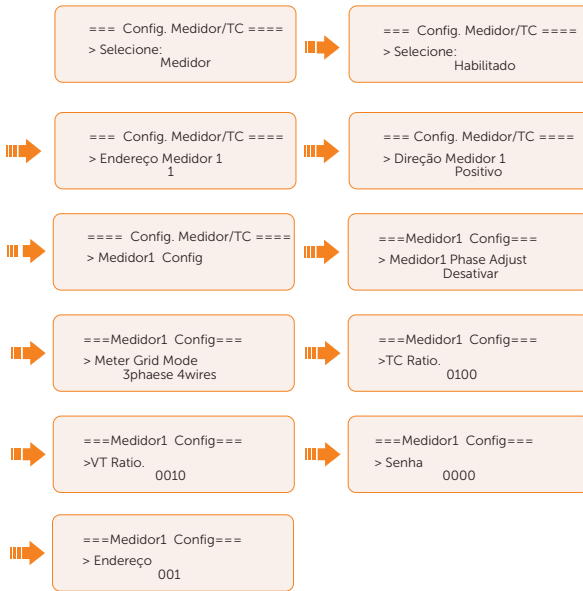 === Config. Medidor/TC ====
> Selecione:
Medidor
=== Config. Medidor/TC ====
> Selecione:
Habilitado
=== Config. Medidor/TC ====
> Endereço Medidor 1
1
=== Config. Medidor/TC ====
> Direção Medidor 1
Positivo
==== Config. Medidor/TC ====
> Medidor1 Config
===Medidor1 Config===
> Medidor1 Phase Adjust
Desativar
===Medidor1 Config===
> Meter Grid Mode
3phaese 4wires
===Medidor1 Config===
>TC Ratio.
0100
===Medidor1 Config===
>VT Ratio.
0010
===Medidor1 Config===
> Senha
0000
===Medidor1 Config===
> Endereço
001